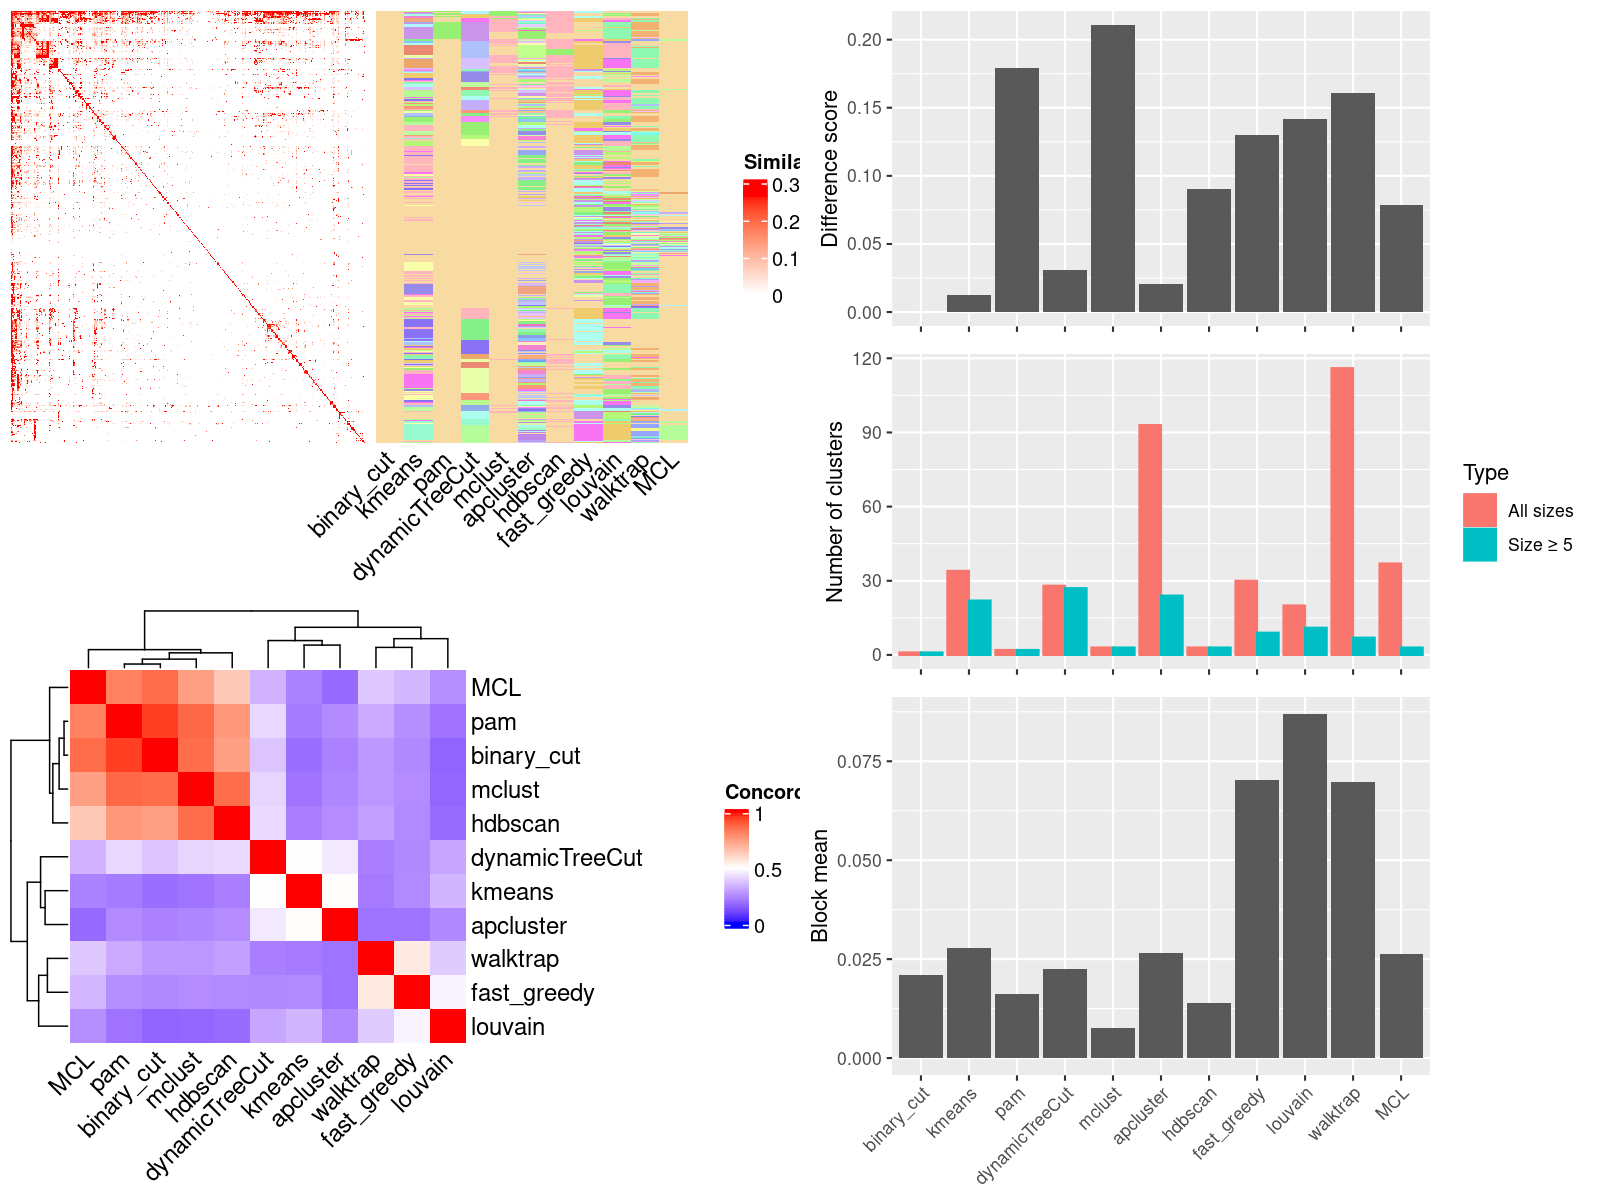 Simila
0.3
0.2
0.1
0
binary_cut
kmeans
pam
dynamicTreeCut
mclust
apcluster
hdbscan
fast_greedy
louvain
walktrap
MCL
Difference score
0.20
0.15
0.10
0.05
0.00
Number of clusters
120
90
60
30
0
Type
All sizes
Size ≥ 5
MCL
pam
binary_cut
mclust
hdbscan
dynamicTreeCut
kmeans
apcluster
walktrap
fast_greedy
louvain
MCL
pam
binary_cut
mclust
hdbscan
dynamicTreeCut
kmeans
apcluster
walktrap
fast_greedy
louvain
Concord
1
0.5
0
Block mean
0.075
0.050
0.025
0.000
binary_cut
kmeans
pam
dynamicTreeCut
mclust
apcluster
hdbscan
fast_greedy
louvain
walktrap
MCL